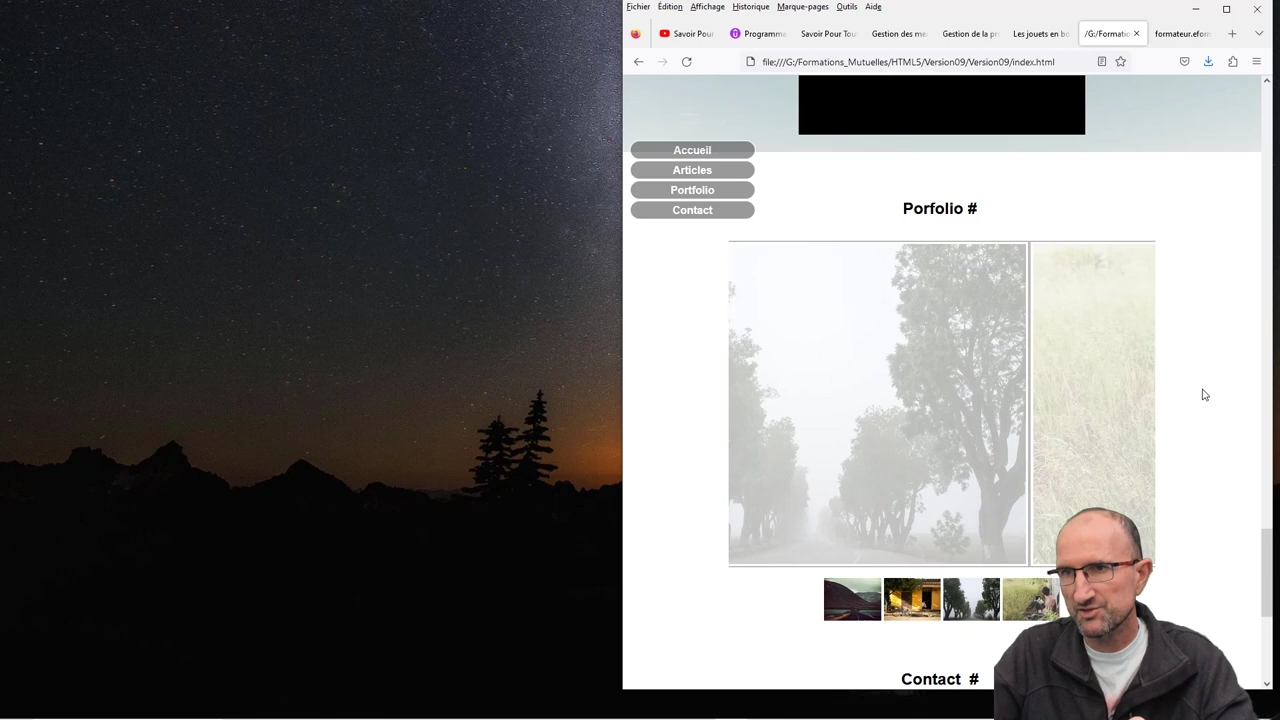 Fichier Édition Affichage Historique Marque-pages Outils Aide
Savoir Pour Programma Savoir Pour Tou Gestion des me Gestion de la pr Les jouets en bo /G:/Formatio formateur.efor
file:///G:/Formations_Mutuelles/HTML5/Version09/Version09/index.html
Accueil
Articles
Portfolio
Contact
Porfolio #
Contact #